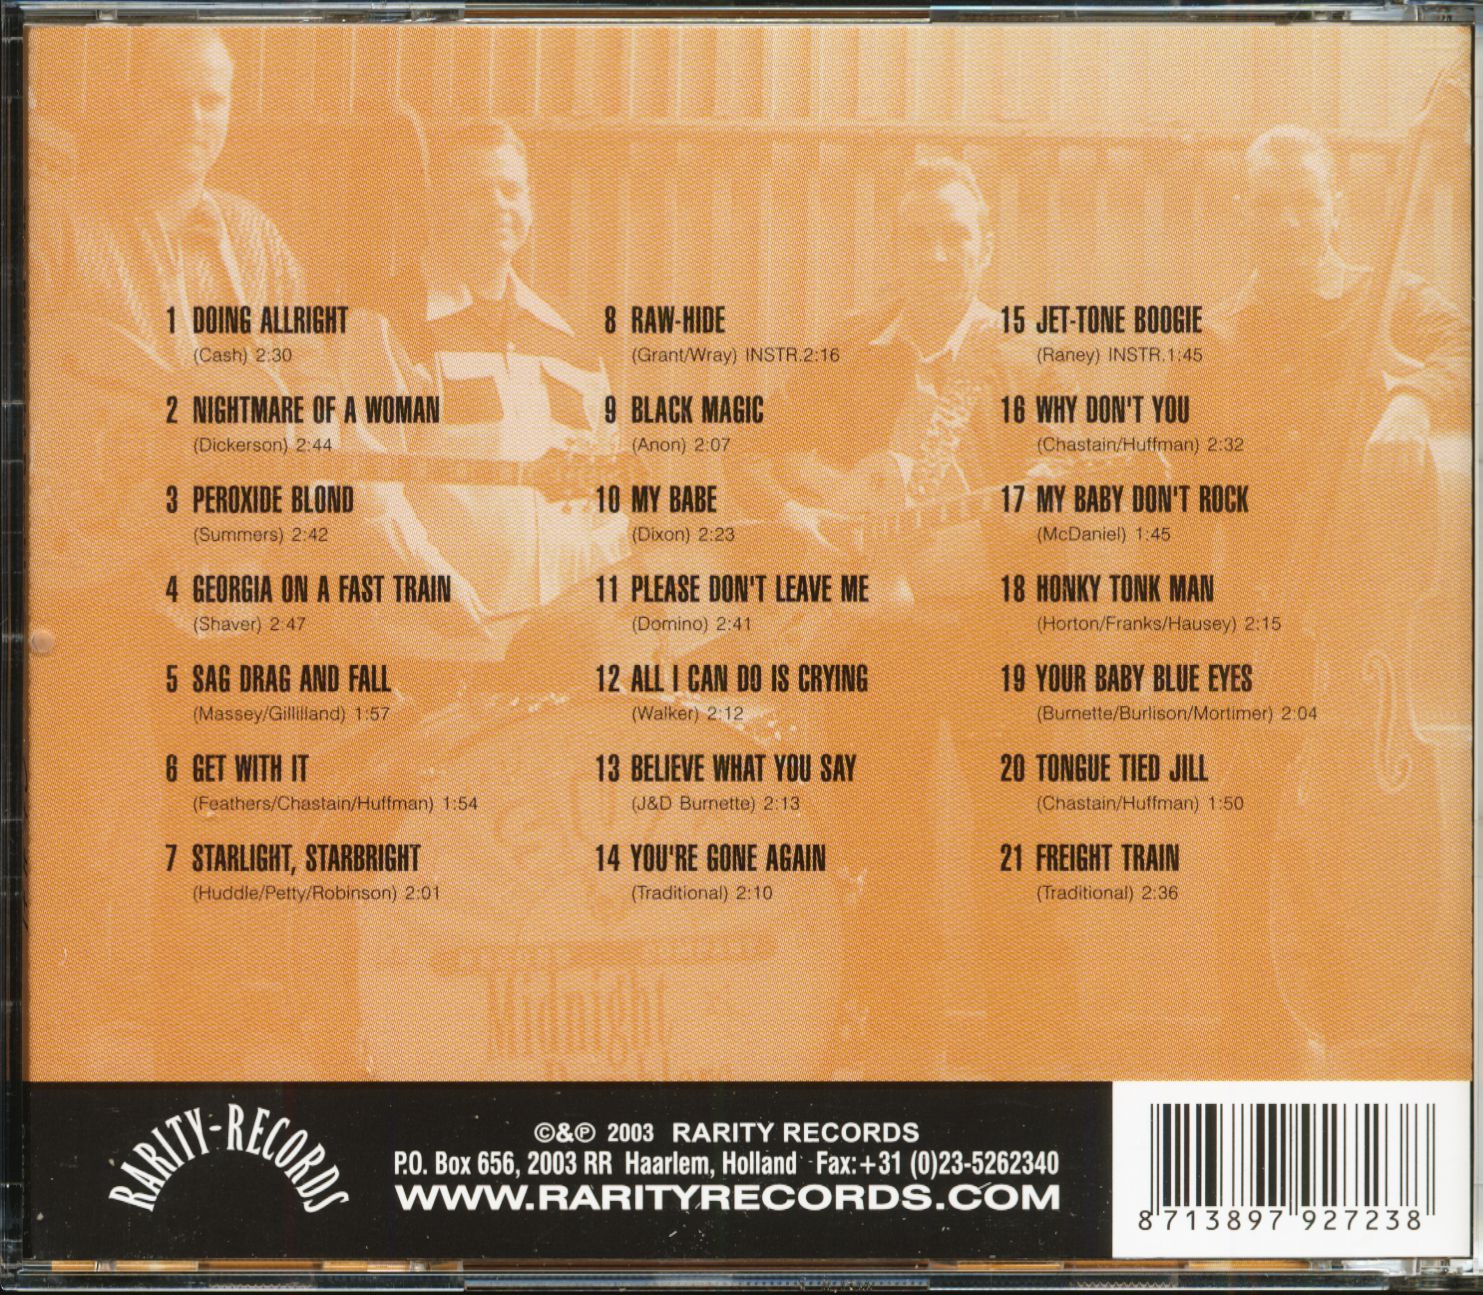 1 DOING ALLRIGHT
(Cash) 2:30
2 NIGHTMARE OF A WOMAN
(Dickerson) 2:44
3 PEROXIDE BLOND
(Summers) 2:42
4 GEORGIA ON A FAST TRAIN
(Shaver) 2:47
5 SAG DRAG AND FALL
(Massey/Gillilland) 1:57
6 GET WITH IT
(Feathers/Chastain/Huffman) 1:54
7 STARLIGHT, STARBRIGHT
(Huddle/Petty/Robinson) 2:01
8 RAW-HIDE
(Grant/Wray) INSTR.2:16
9 BLACK MAGIC
(Anon) 2:07
10 MY BABE
(Dixon) 2:23
11 PLEASE DON'T LEAVE ME
(Domino) 2:41
12 ALL I CAN DO IS CRYING
(Walker) 2:12
13 BELIEVE WHAT YOU SAY
(J&D Burnette) 2:13
14 YOU'RE GONE AGAIN
(Traditional) 2:10
15 JET-TONE BOOGIE
(Raney) INSTR.1:45
16 WHY DON'T YOU
(Chastain/Huffman) 2:32
17 MY BABY DON'T ROCK
(McDaniel) 1:45
18 HONKY TONK MAN
(Horton/Franks/Hausey) 2:15
19 YOUR BABY BLUE EYES
(Burnette/Burlison/Mortimer) 2:04
20 TONGUE TIED JILL
(Chastain/Huffman) 1:50
21 FREIGHT TRAIN
(Traditional) 2:36
Midnight
RARITY-RECORDS
©&℗ 2003 RARITY RECORDS
P.O. Box 656, 2003 RR Haarlem, Holland Fax:+31 (0)23-5262340
WWW.RARITYRECORDS.COM
8 713897 927238